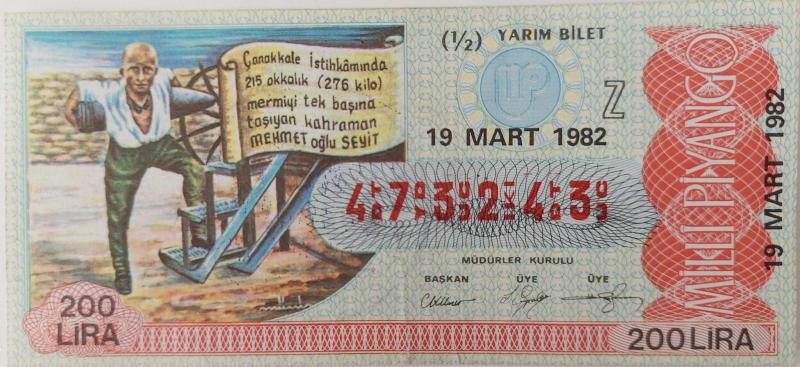 Çanakkale İstihkâmında
215 okkalık (276 kilo)
mermiyi tek başına
taşıyan kahraman
MEHMET oğlu SEYİT
(½) YARIM BİLET
Z
19 MART 1982
4 7 3 2 4 3
MÜDÜRLER KURULU
BAŞKAN ÜYE ÜYE
200
LİRA
200 LİRA
MİLLİ PİYANGO
19 MART 1982